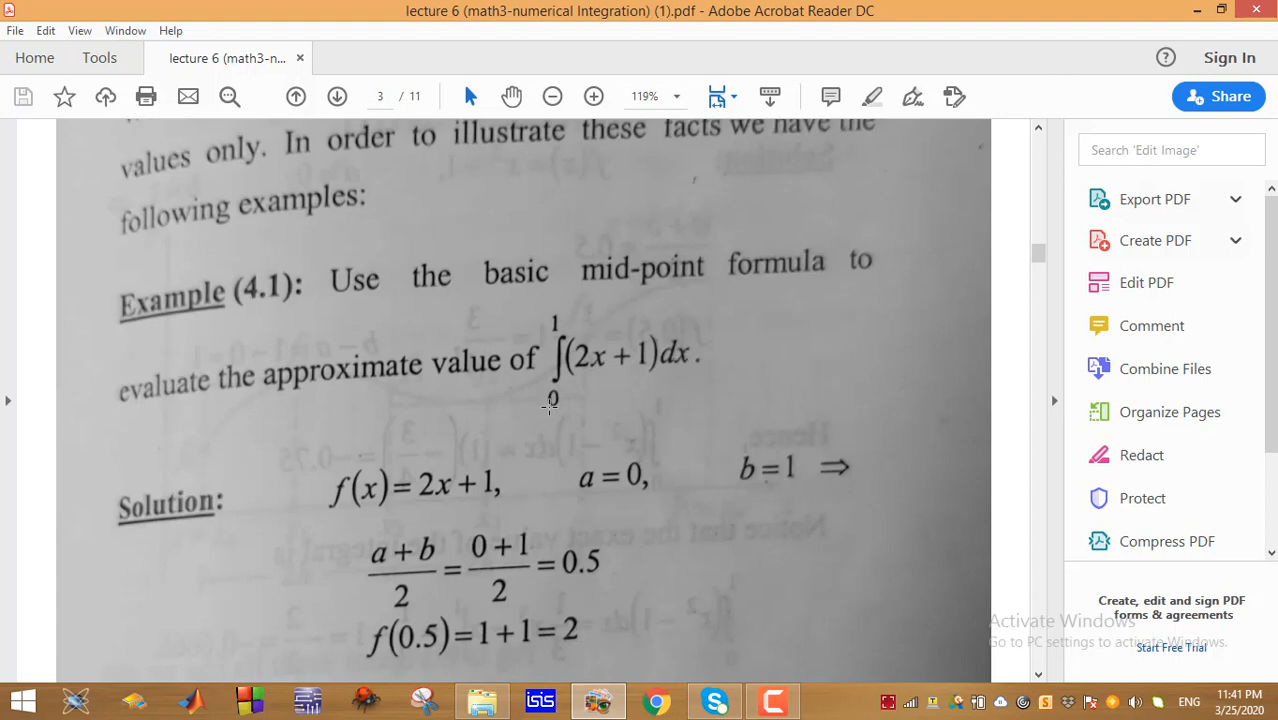 lecture 6 (math3-numerical Integration) (1).pdf - Adobe Acrobat Reader DC
File Edit View Window Help
Home Tools lecture 6 (math3-n... × Sign In
3 / 11 119% Share
values only. In order to illustrate these facts we have the
following examples:
Example (4.1): Use the basic mid-point formula to
evaluate the approximate value of ∫₀¹(2x + 1)dx.
Solution: f(x) = 2x + 1, a = 0, b = 1 ⇒
(a + b)/2 = (0 + 1)/2 = 0.5
f(0.5) = 1 + 1 = 2
Search 'Edit Image'
Export PDF
Create PDF
Edit PDF
Comment
Combine Files
Organize Pages
Redact
Protect
Compress PDF
Create, edit and sign PDF
forms & agreements
Start Free Trial
Activate Windows
Go to PC settings to activate Windows.
isis
ENG
11:41 PM
3/25/2020